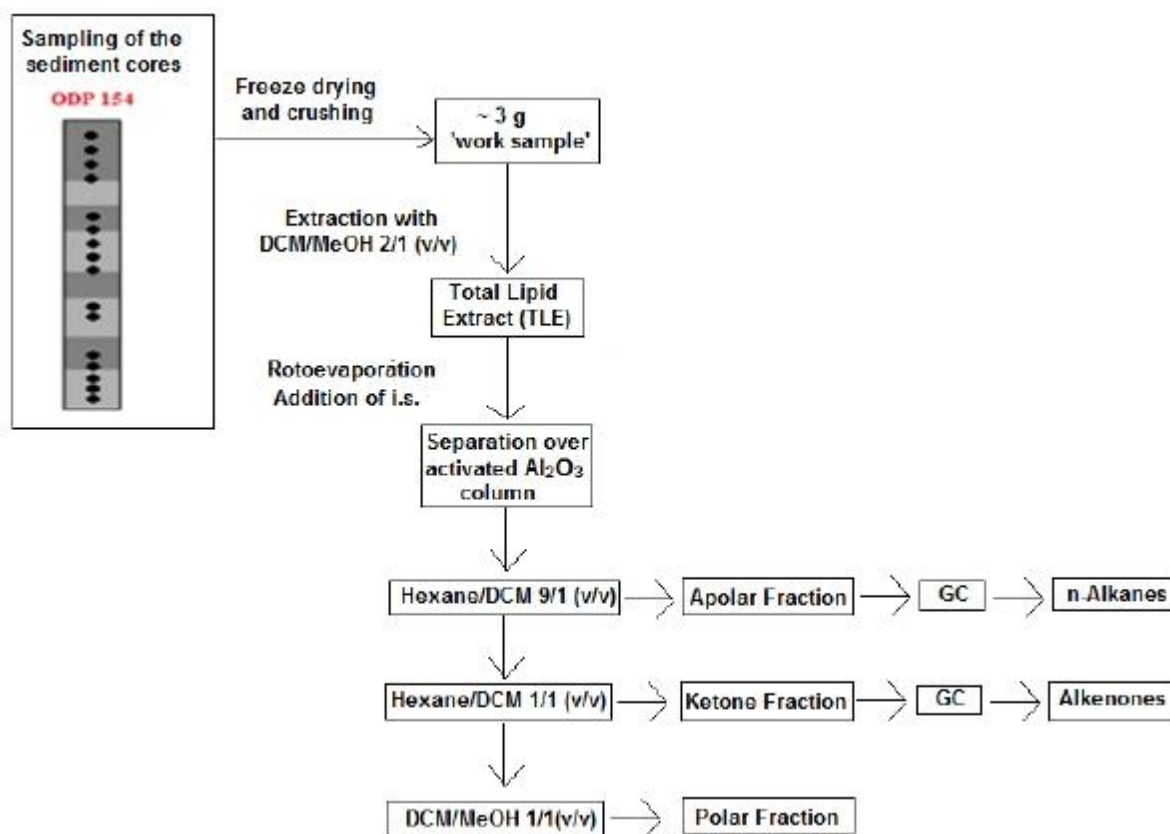 Sampling of the
sediment cores
ODP 154
Freeze drying
and crushing
~ 3 g
'work sample'
Extraction with
DCM/MeOH 2/1 (v/v)
Total Lipid
Extract (TLE)
Rotoevaporation
Addition of i.s.
Separation over
activated Al₂O₃
column
Hexane/DCM 9/1 (v/v)
Apolar Fraction
GC
n-Alkanes
Hexane/DCM 1/1 (v/v)
Ketone Fraction
GC
Alkenones
DCM/MeOH 1/1(v/v)
Polar Fraction